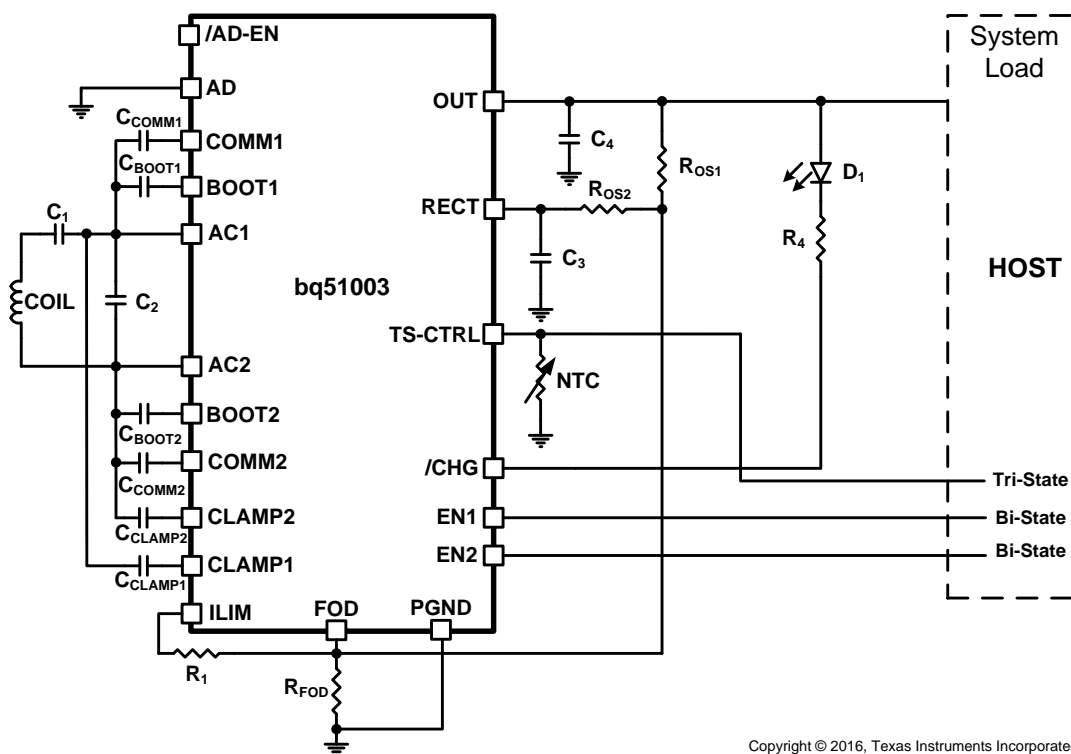 /AD-EN
System
Load
AD
OUT
CCOMM1
COMM1
C4
CBOOT1
ROS1
D1
BOOT1
ROS2
RECT
C1
AC1
R4
C3
HOST
bq51003
COIL
C2
TS-CTRL
AC2
NTC
BOOT2
CBOOT2
COMM2
/CHG
CCOMM2
Tri-State
CLAMP2
EN1
Bi-State
CCLAMP2
EN2
Bi-State
CLAMP1
CCLAMP1
ILIM
FOD
PGND
R1
RFOD
Copyright © 2016, Texas Instruments Incorporate